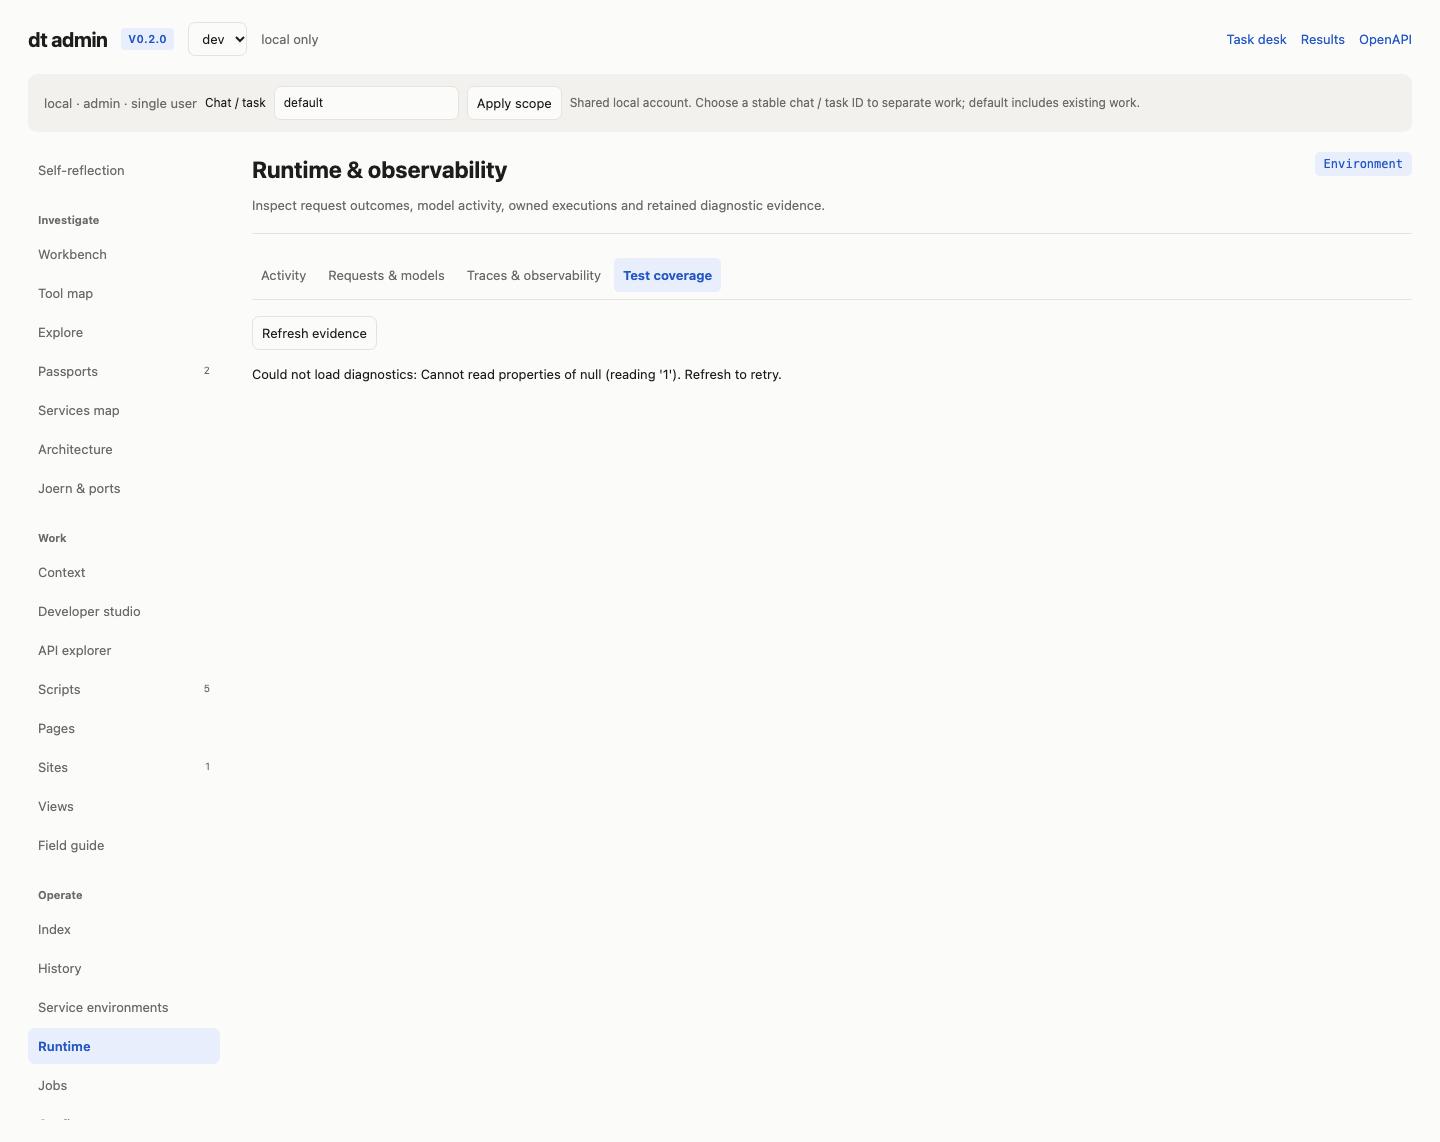 dt admin V0.2.0 dev local only Task desk Results OpenAPI
local · admin · single user Chat / task default Apply scope Shared local account. Choose a stable chat / task ID to separate work; default includes existing work.
Self-reflection
Investigate
Workbench
Tool map
Explore
Passports 2
Services map
Architecture
Joern & ports
Work
Context
Developer studio
API explorer
Scripts 5
Pages
Sites 1
Views
Field guide
Operate
Index
History
Service environments
Runtime
Jobs
Runtime & observability Environment
Inspect request outcomes, model activity, owned executions and retained diagnostic evidence.
Activity Requests & models Traces & observability Test coverage
Refresh evidence
Could not load diagnostics: Cannot read properties of null (reading '1'). Refresh to retry.